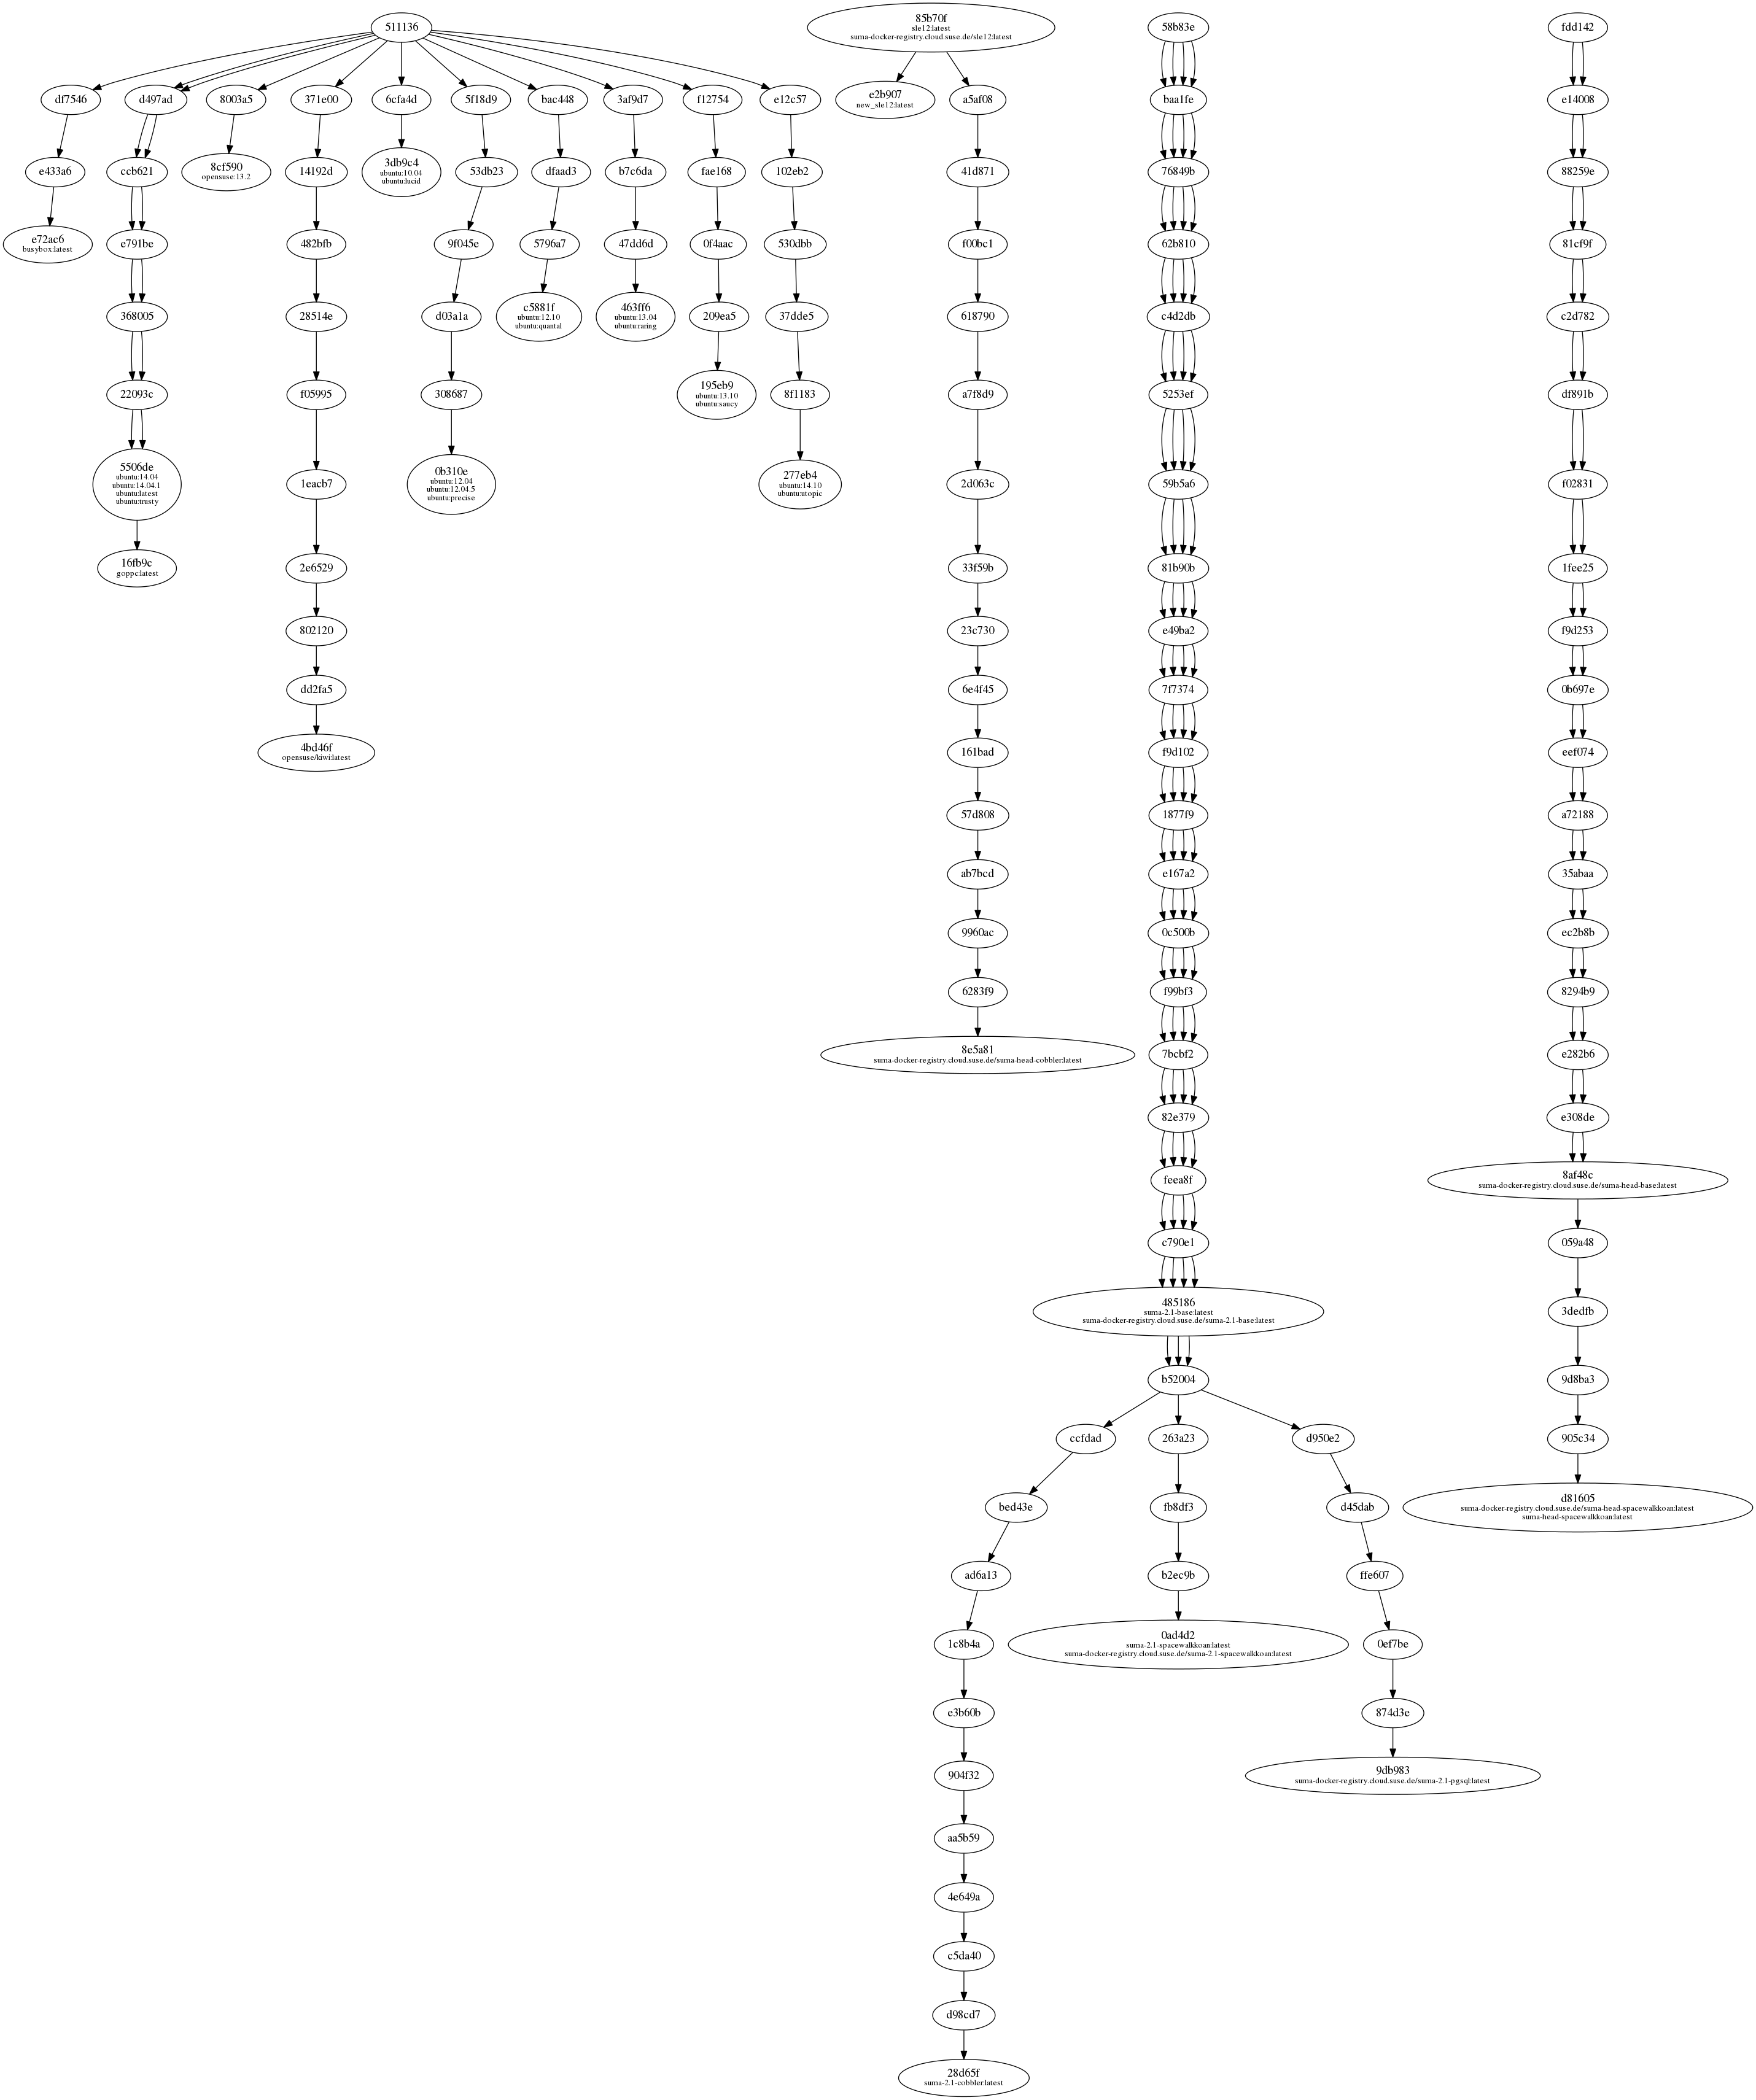 511136
85b70f
sle12:latest
suma-docker-registry.cloud.suse.de/sle12:latest
58b83e
fdd142
df7546
d497ad
8003a5
371e00
6cfa4d
5f18d9
bac448
3af9d7
f12754
e12c57
e2b907
new_sle12:latest
a5af08
baa1fe
e14008
e433a6
ccb621
8cf590
opensuse:13.2
14192d
3db9c4
ubuntu:10.04
ubuntu:lucid
53db23
dfaad3
b7c6da
fae168
102eb2
41d871
76849b
88259e
e72ac6
busybox:latest
e791be
482bfb
9f045e
5796a7
47dd6d
0f4aac
530dbb
f00bc1
62b810
81cf9f
368005
28514e
d03a1a
c5881f
ubuntu:12.10
ubuntu:quantal
463ff6
ubuntu:13.04
ubuntu:raring
209ea5
37dde5
618790
c4d2db
c2d782
22093c
f05995
308687
195eb9
ubuntu:13.10
ubuntu:saucy
8f1183
a7f8d9
5253ef
df891b
5506de
ubuntu:14.04
ubuntu:14.04.1
ubuntu:latest
ubuntu:trusty
1eacb7
0b310e
ubuntu:12.04
ubuntu:12.04.5
ubuntu:precise
277eb4
ubuntu:14.10
ubuntu:utopic
2d063c
59b5a6
f02831
16fb9c
goppc:latest
2e6529
33f59b
81b90b
1fee25
802120
23c730
e49ba2
f9d253
dd2fa5
6e4f45
7f7374
0b697e
4bd46f
opensuse/kiwi:latest
161bad
f9d102
eef074
57d808
1877f9
a72188
ab7bcd
e167a2
35abaa
9960ac
0c500b
ec2b8b
6283f9
f99bf3
8294b9
8e5a81
suma-docker-registry.cloud.suse.de/suma-head-cobbler:latest
7bcbf2
e282b6
82e379
e308de
feea8f
8af48c
suma-docker-registry.cloud.suse.de/suma-head-base:latest
c790e1
059a48
485186
suma-2.1-base:latest
suma-docker-registry.cloud.suse.de/suma-2.1-base:latest
3dedfb
b52004
9d8ba3
ccfdad
263a23
d950e2
905c34
bed43e
fb8df3
d45dab
d81605
suma-docker-registry.cloud.suse.de/suma-head-spacewalkkoan:latest
suma-head-spacewalkkoan:latest
ad6a13
b2ec9b
ffe607
1c8b4a
0ad4d2
suma-2.1-spacewalkkoan:latest
suma-docker-registry.cloud.suse.de/suma-2.1-spacewalkkoan:latest
0ef7be
e3b60b
874d3e
904f32
9db983
suma-docker-registry.cloud.suse.de/suma-2.1-pgsql:latest
aa5b59
4e649a
c5da40
d98cd7
28d65f
suma-2.1-cobbler:latest